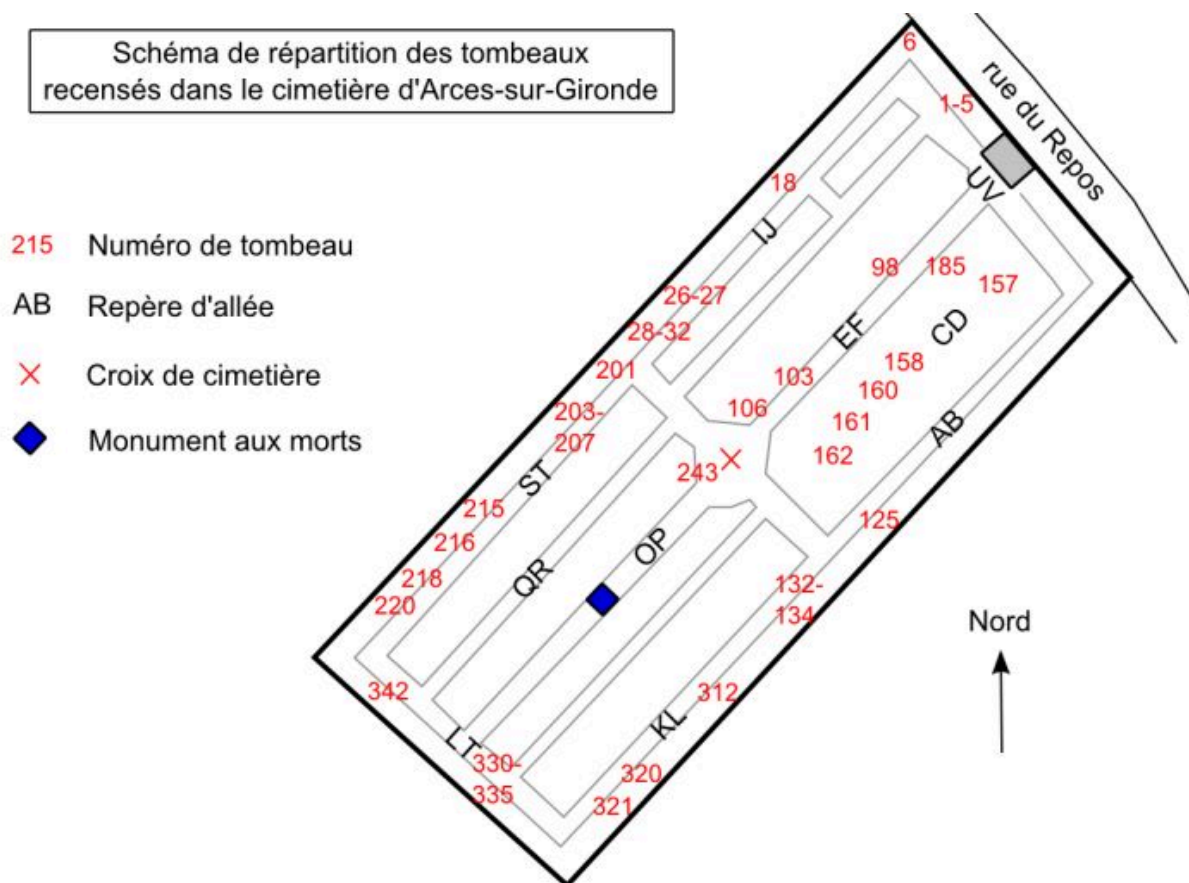 Schéma de répartition des tombeaux
recensés dans le cimetière d'Arces-sur-Gironde
215 Numéro de tombeau
AB Repère d'allée
Croix de cimetière
Monument aux morts
rue du Repos
6
1-5
UV
18
IJ
98
185
157
26-27
CD
28-32
EF
158
201
103
160
203-
207
106
161
AB
162
243
ST
215
125
216
OP
218
QR
132-
134
220
Nord
342
312
KL
LT
330-
335
320
321